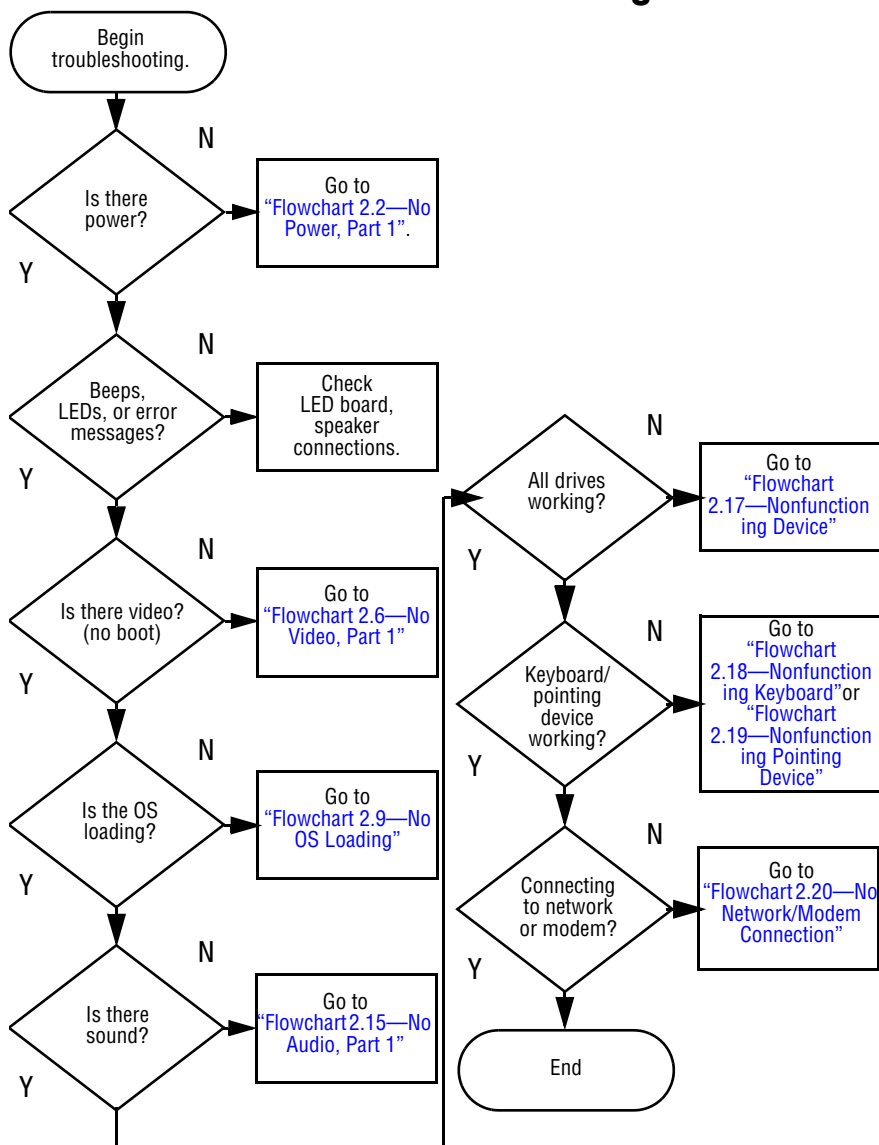 Begin
troubleshooting.
N
Is there
power?
Go to
“Flowchart 2.2—No
Power, Part 1”.
Y
N
Beeps,
LEDs, or error
messages?
Check
LED board,
speaker
connections.
Y
N
Is there video?
(no boot)
Go to
“Flowchart 2.6—No
Video, Part 1”
Y
N
Is the OS
loading?
Go to
“Flowchart 2.9—No
OS Loading”
Y
N
Is there
sound?
Go to
“Flowchart 2.15—No
Audio, Part 1”
Y
N
All drives
working?
Go to
“Flowchart
2.17—Nonfunction
ing Device”
Y
N
Keyboard/
pointing
device
working?
Go to
“Flowchart
2.18—Nonfunction
ing Keyboard”or
“Flowchart
2.19—Nonfunction
ing Pointing
Device”
Y
N
Connecting
to network
or modem?
Go to
“Flowchart 2.20—No
Network/Modem
Connection”
Y
End